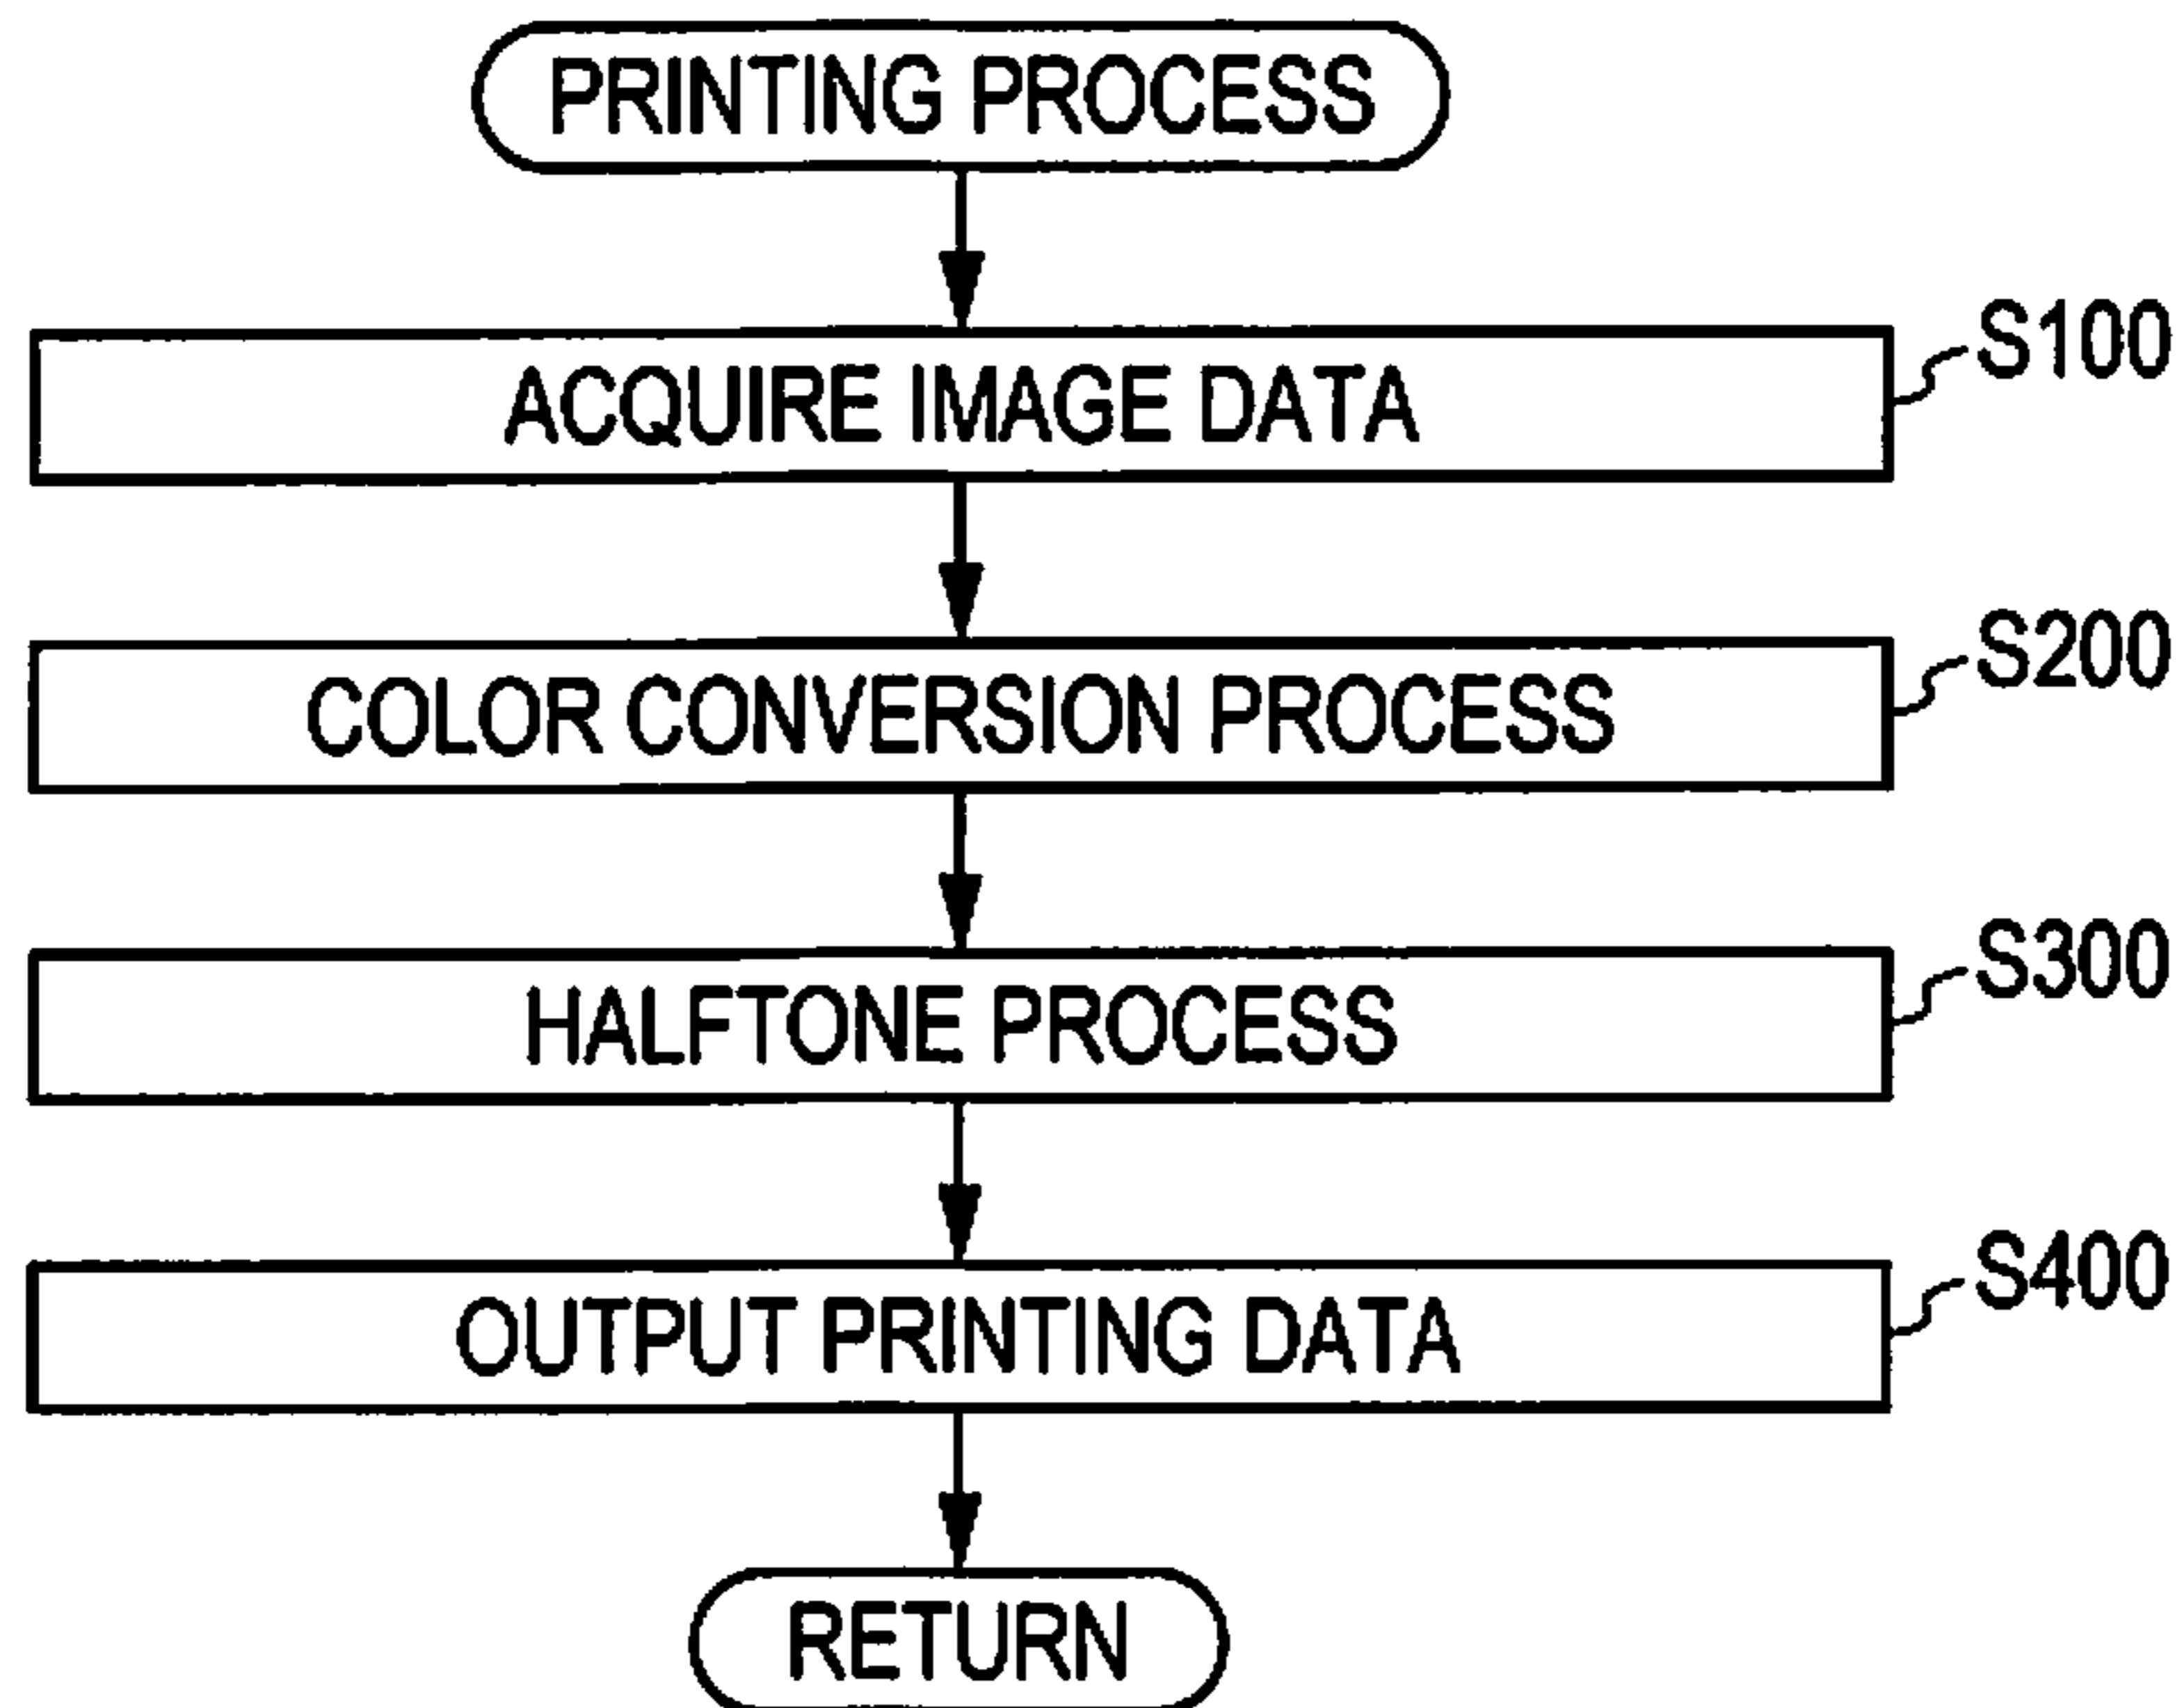 PRINTING PROCESS
ACQUIRE IMAGE DATA
S100
COLOR CONVERSION PROCESS
S200
HALFTONE PROCESS
S300
OUTPUT PRINTING DATA
S400
RETURN